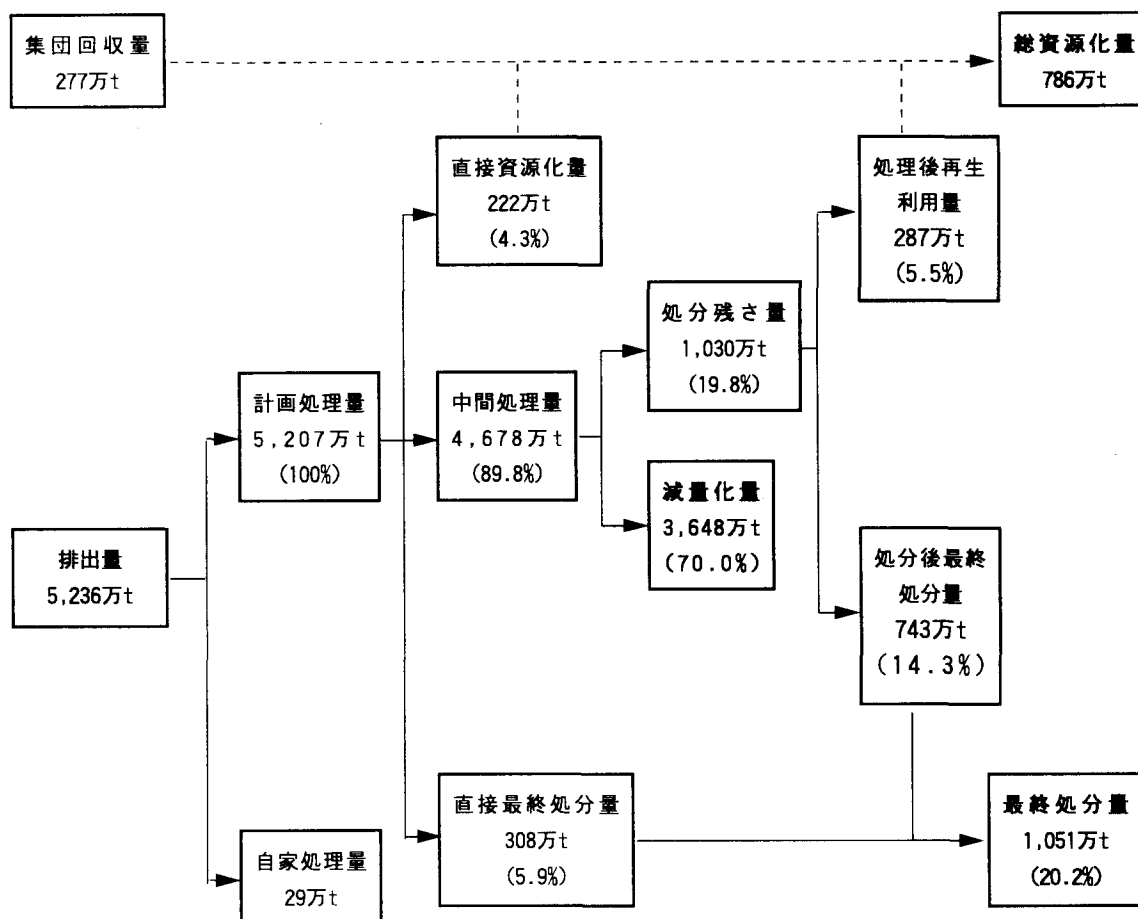 集団回収量
277万t
総資源化量
786万t
直接資源化量
222万t
(4.3%)
処理後再生
利用量
287万t
(5.5%)
処分残さ量
1,030万t
(19.8%)
計画処理量
5,207万t
(100%)
中間処理量
4,678万t
(89.8%)
減量化量
3,648万t
(70.0%)
排出量
5,236万t
処分後最終
処分量
743万t
(14.3%)
直接最終処分量
308万t
(5.9%)
最終処分量
1,051万t
(20.2%)
自家処理量
29万t